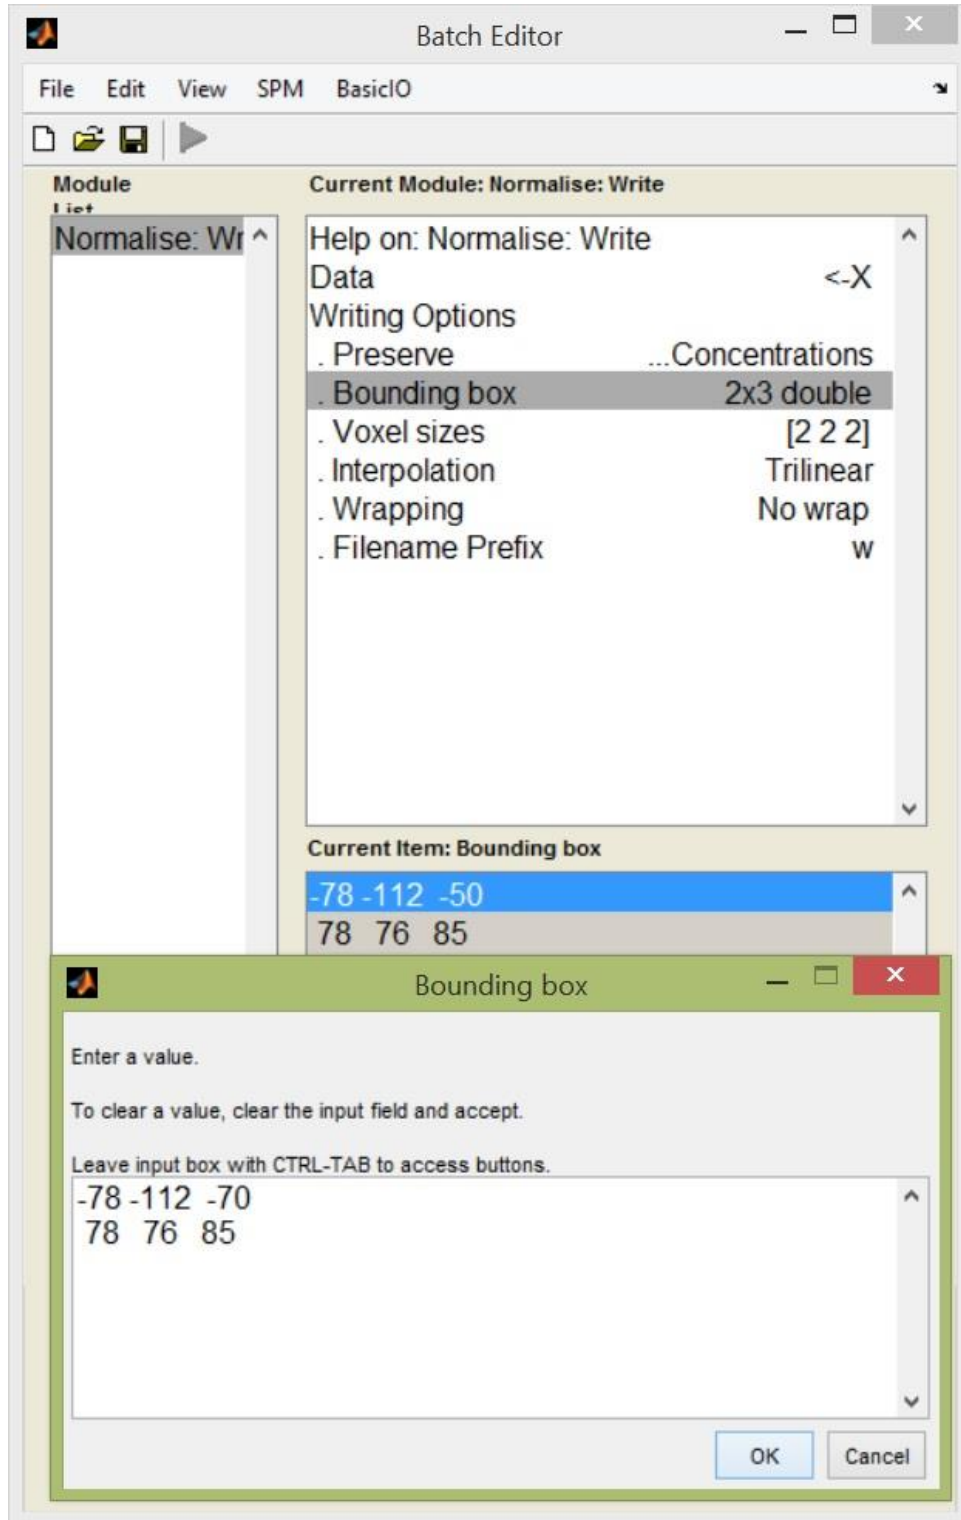 Batch Editor
File Edit View SPM BasicIO
Module
List
Current Module: Normalise: Write
Normalise: Wr
Help on: Normalise: Write
Data <-X
Writing Options
. Preserve ...Concentrations
. Bounding box 2x3 double
. Voxel sizes [2 2 2]
. Interpolation Trilinear
. Wrapping No wrap
. Filename Prefix w
Current Item: Bounding box
-78 -112 -50
78 76 85
Bounding box
Enter a value.
To clear a value, clear the input field and accept.
Leave input box with CTRL-TAB to access buttons.
-78 -112 -70
78 76 85
OK Cancel